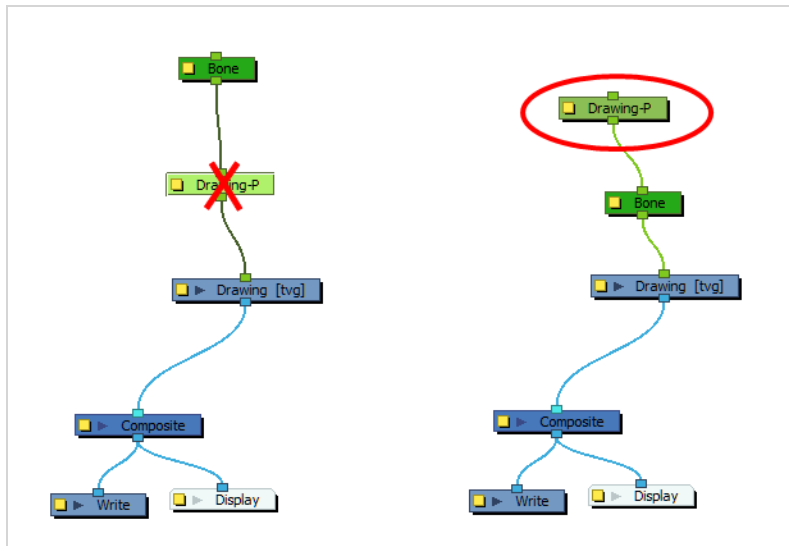 Bone
Drawing-P
Drawing [tvg]
Composite
Write
Display
Drawing-P
Bone
Drawing [tvg]
Composite
Write
Display